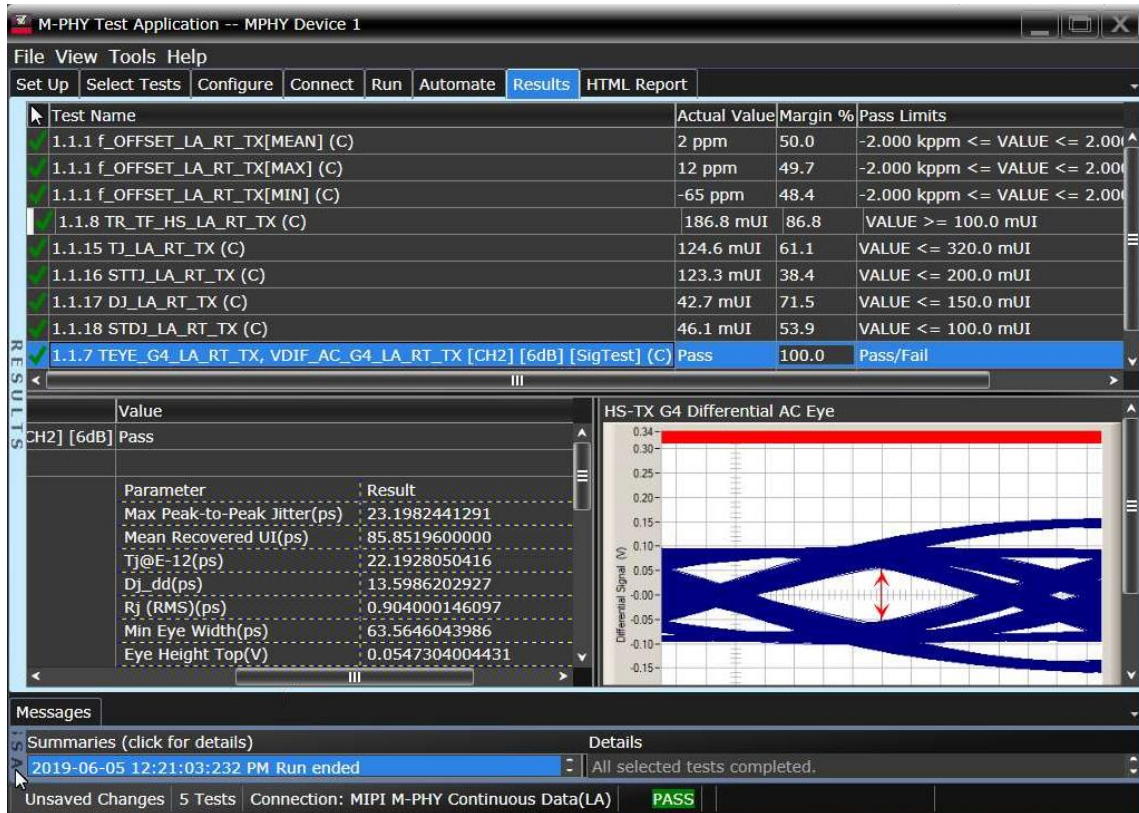 M-PHY Test Application -- MPHY Device 1
File View Tools Help
Set Up Select Tests Configure Connect Run Automate Results HTML Report
Test Name Actual Value Margin % Pass Limits
1.1.1 f_OFFSET_LA_RT_TX[MEAN] (C) 2 ppm 50.0 -2.000 kppm <= VALUE <= 2.00
1.1.1 f_OFFSET_LA_RT_TX[MAX] (C) 12 ppm 49.7 -2.000 kppm <= VALUE <= 2.00
1.1.1 f_OFFSET_LA_RT_TX[MIN] (C) -65 ppm 48.4 -2.000 kppm <= VALUE <= 2.00
1.1.8 TR_TF_HS_LA_RT_TX (C) 186.8 mUI 86.8 VALUE >= 100.0 mUI
1.1.15 TJ_LA_RT_TX (C) 124.6 mUI 61.1 VALUE <= 320.0 mUI
1.1.16 STTJ_LA_RT_TX (C) 123.3 mUI 38.4 VALUE <= 200.0 mUI
1.1.17 DJ_LA_RT_TX (C) 42.7 mUI 71.5 VALUE <= 150.0 mUI
1.1.18 STDJ_LA_RT_TX (C) 46.1 mUI 53.9 VALUE <= 100.0 mUI
1.1.7 TEYE_G4_LA_RT_TX, VDIF_AC_G4_LA_RT_TX [CH2] [6dB] [SigTest] (C) Pass 100.0 Pass/Fail
RESULTS
Value
CH2] [6dB] Pass
Parameter Result
Max Peak-to-Peak Jitter(ps) 23.1982441291
Mean Recovered UI(ps) 85.8519600000
Tj@E-12(ps) 22.1928050416
Dj_dd(ps) 13.5986202927
Rj (RMS)(ps) 0.904000146097
Min Eye Width(ps) 63.5646043986
Eye Height Top(V) 0.0547304004431
HS-TX G4 Differential AC Eye
0.34
0.30
0.25
0.20
0.15
0.10
0.05
-0.00
-0.05
-0.10
-0.15
Differential Signal (V)
Messages
Summaries (click for details) Details
2019-06-05 12:21:03:232 PM Run ended All selected tests completed.
Unsaved Changes 5 Tests Connection: MIPI M-PHY Continuous Data(LA) PASS